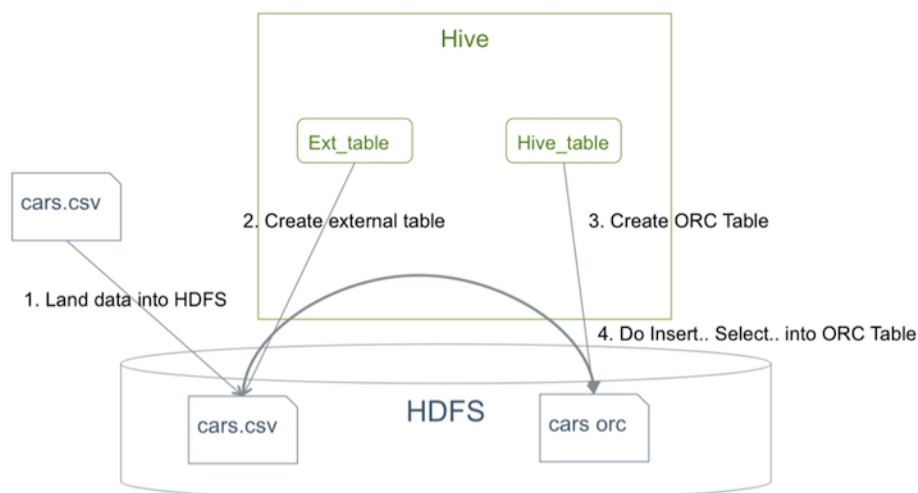 Hive
Ext_table
Hive_table
cars.csv
2. Create external table
3. Create ORC Table
1. Land data into HDFS
4. Do Insert.. Select.. into ORC Table
cars.csv
HDFS
cars orc